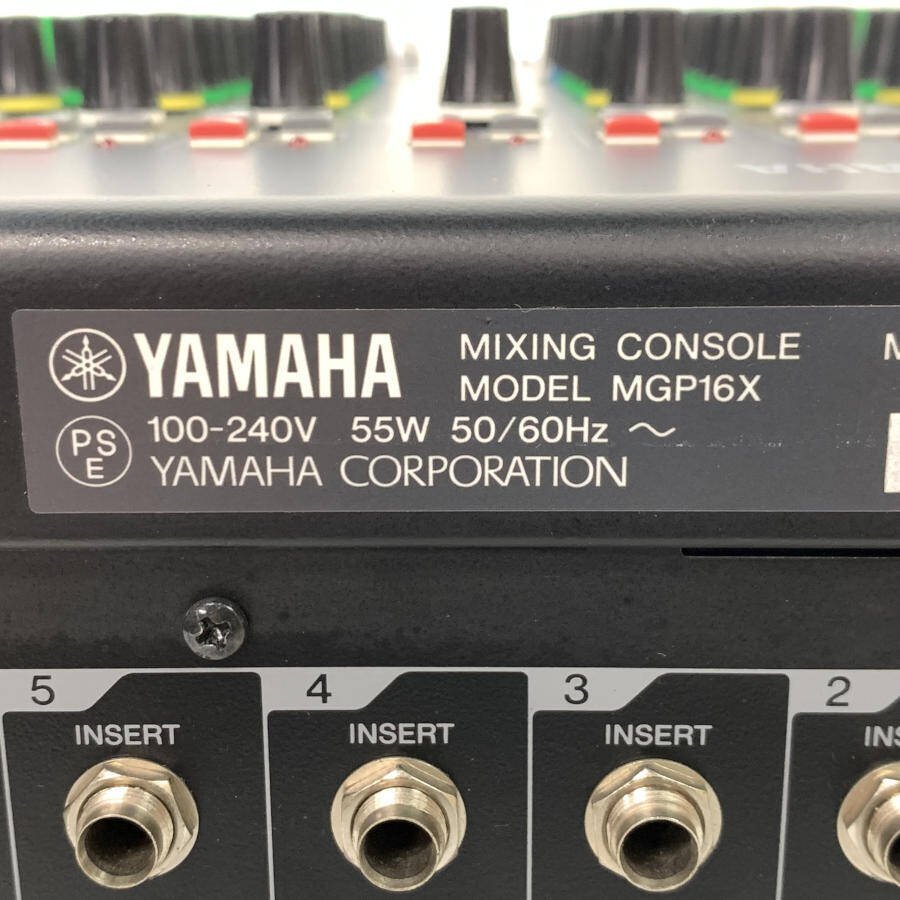 YAMAHA MIXING CONSOLE
MODEL MGP16X
PSE 100-240V 55W 50/60Hz ～
YAMAHA CORPORATION
5 4 3 2
INSERT INSERT INSERT